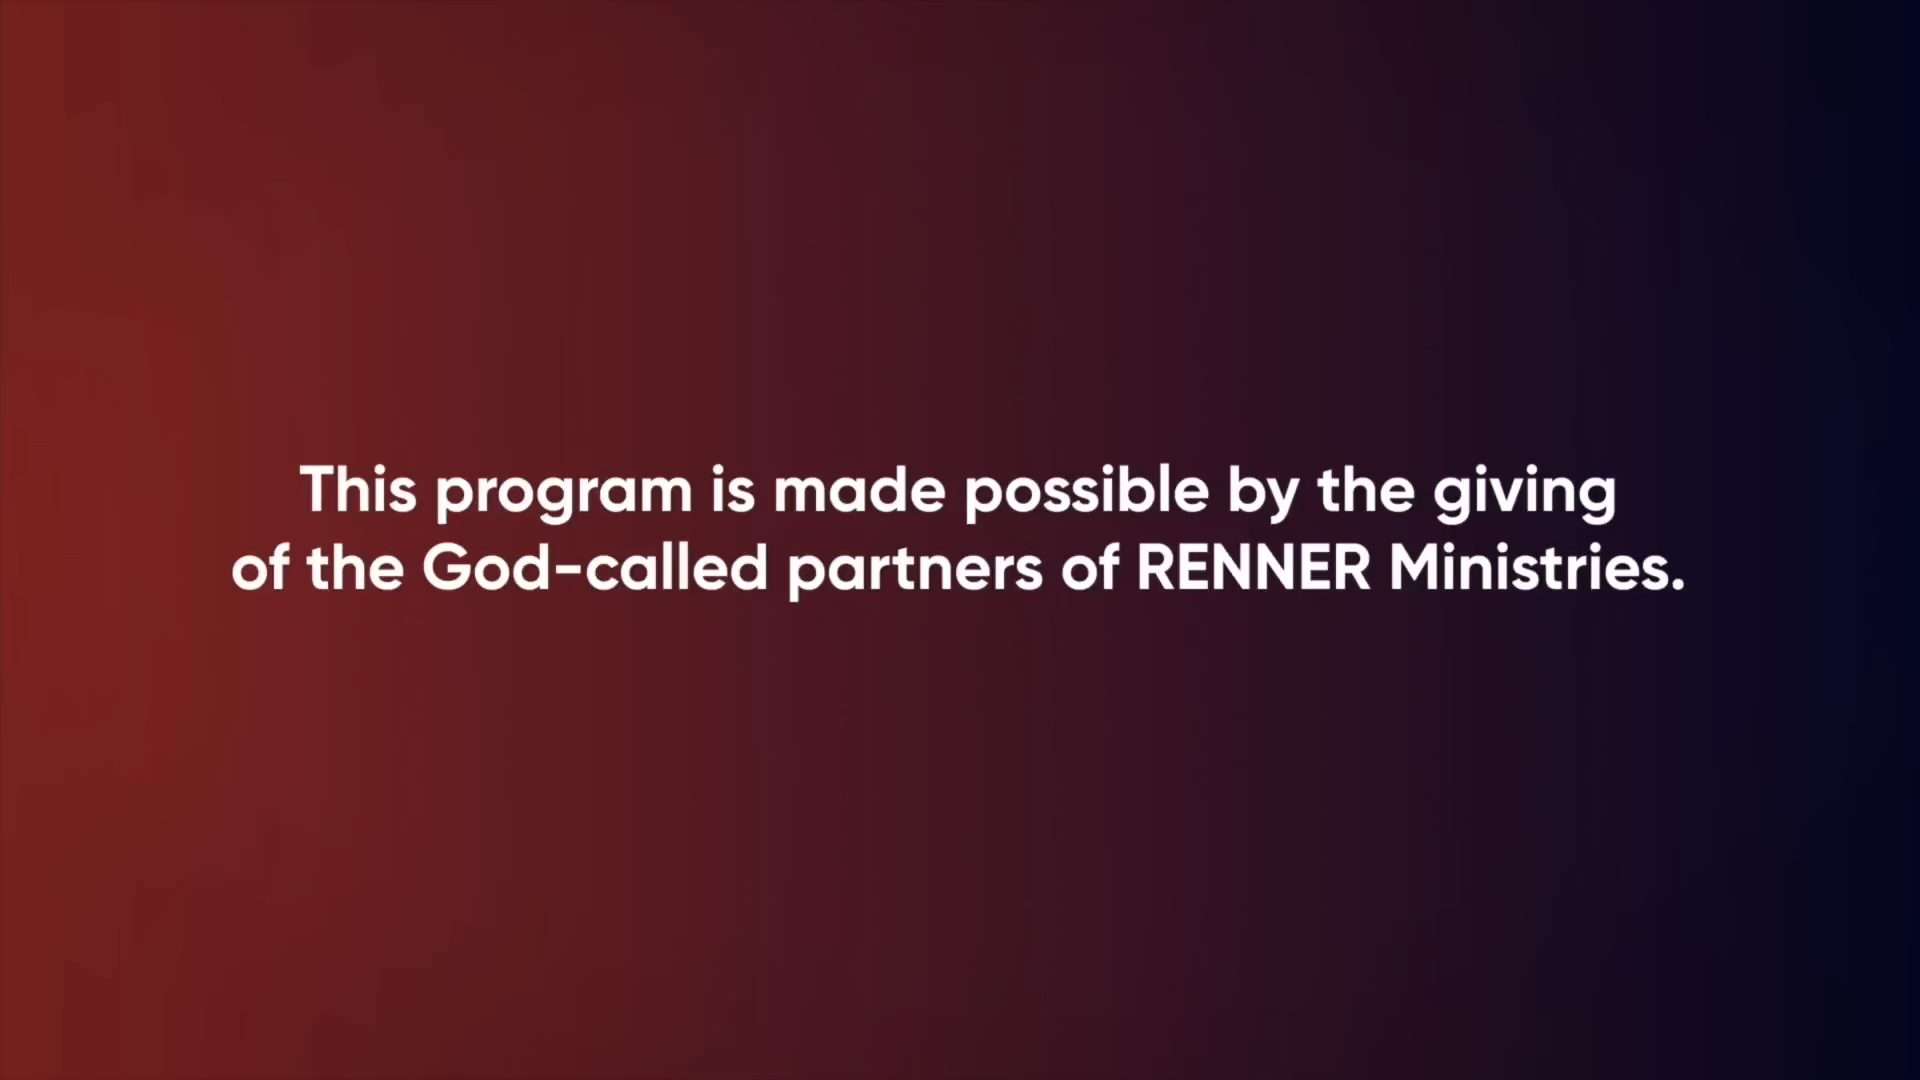 This program is made possible by the giving
of the God-called partners of RENNER Ministries.